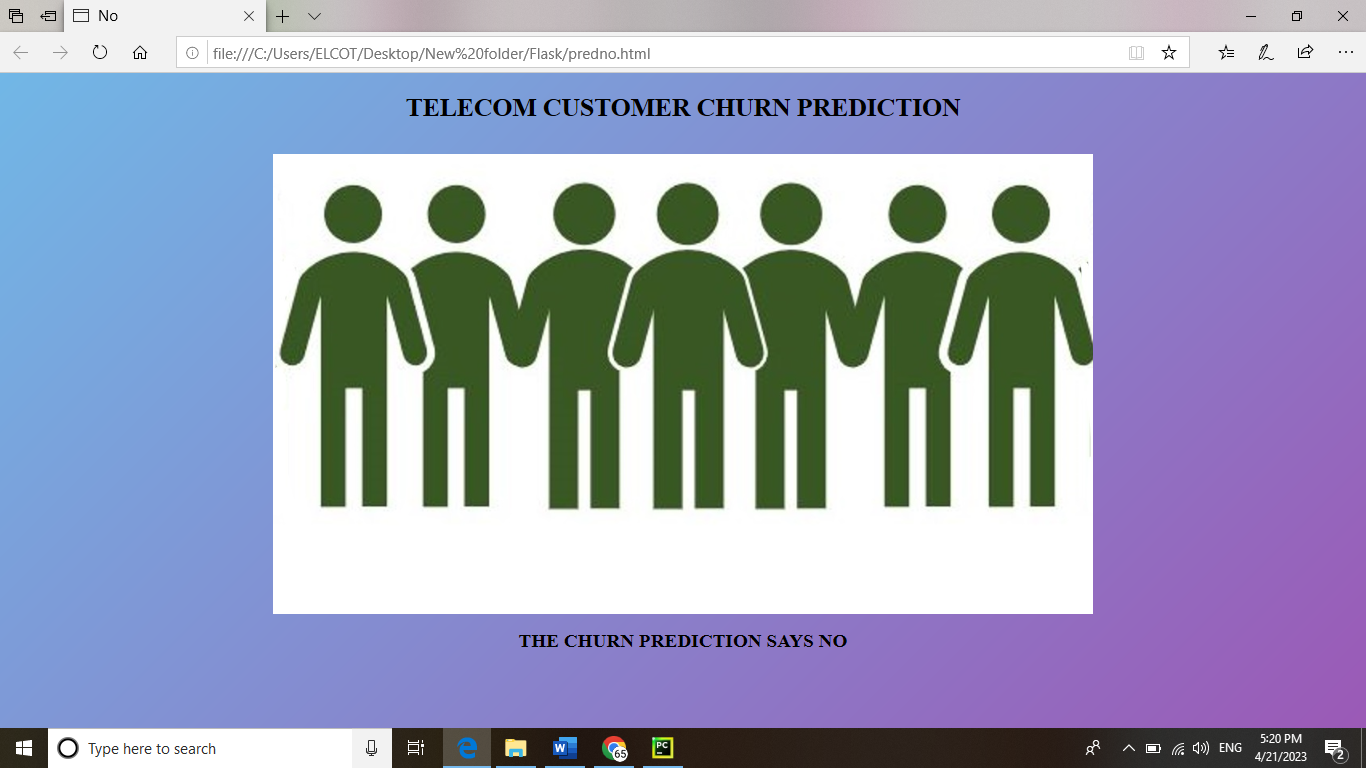 No
file:///C:/Users/ELCOT/Desktop/New%20folder/Flask/predno.html
TELECOM CUSTOMER CHURN PREDICTION
THE CHURN PREDICTION SAYS NO
Type here to search
65
W
PC
ENG
5:20 PM
4/21/2023
2